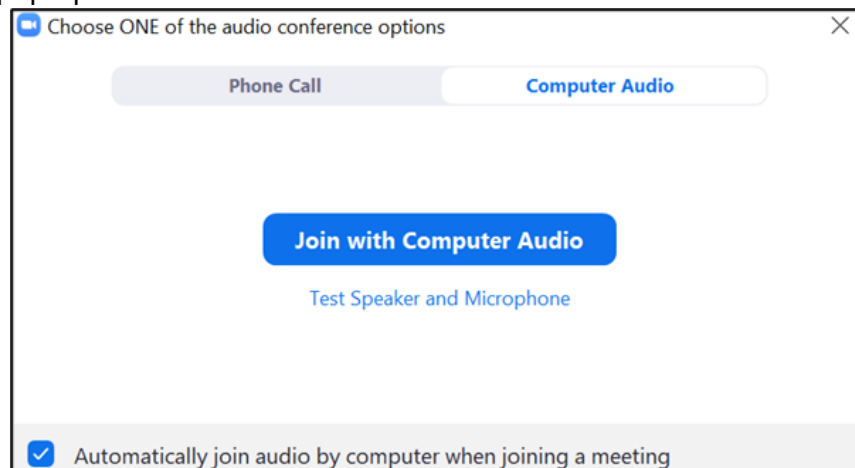 Choose ONE of the audio conference options
Phone Call
Computer Audio
Join with Computer Audio
Test Speaker and Microphone
Automatically join audio by computer when joining a meeting